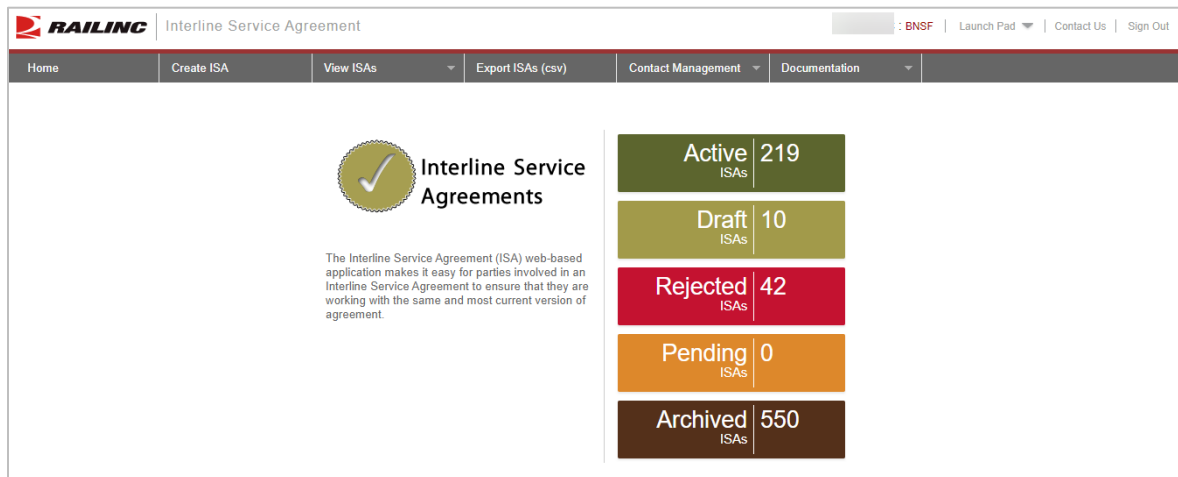 RAILINC
Interline Service Agreement
: BNSF
Launch Pad
Contact Us
Sign Out
Home
Create ISA
View ISAs
Export ISAs (csv)
Contact Management
Documentation
Interline Service
Agreements
The Interline Service Agreement (ISA) web-based
application makes it easy for parties involved in an
Interline Service Agreement to ensure that they are
working with the same and most current version of
agreement.
Active 219
ISAs
Draft 10
ISAs
Rejected 42
ISAs
Pending 0
ISAs
Archived 550
ISAs